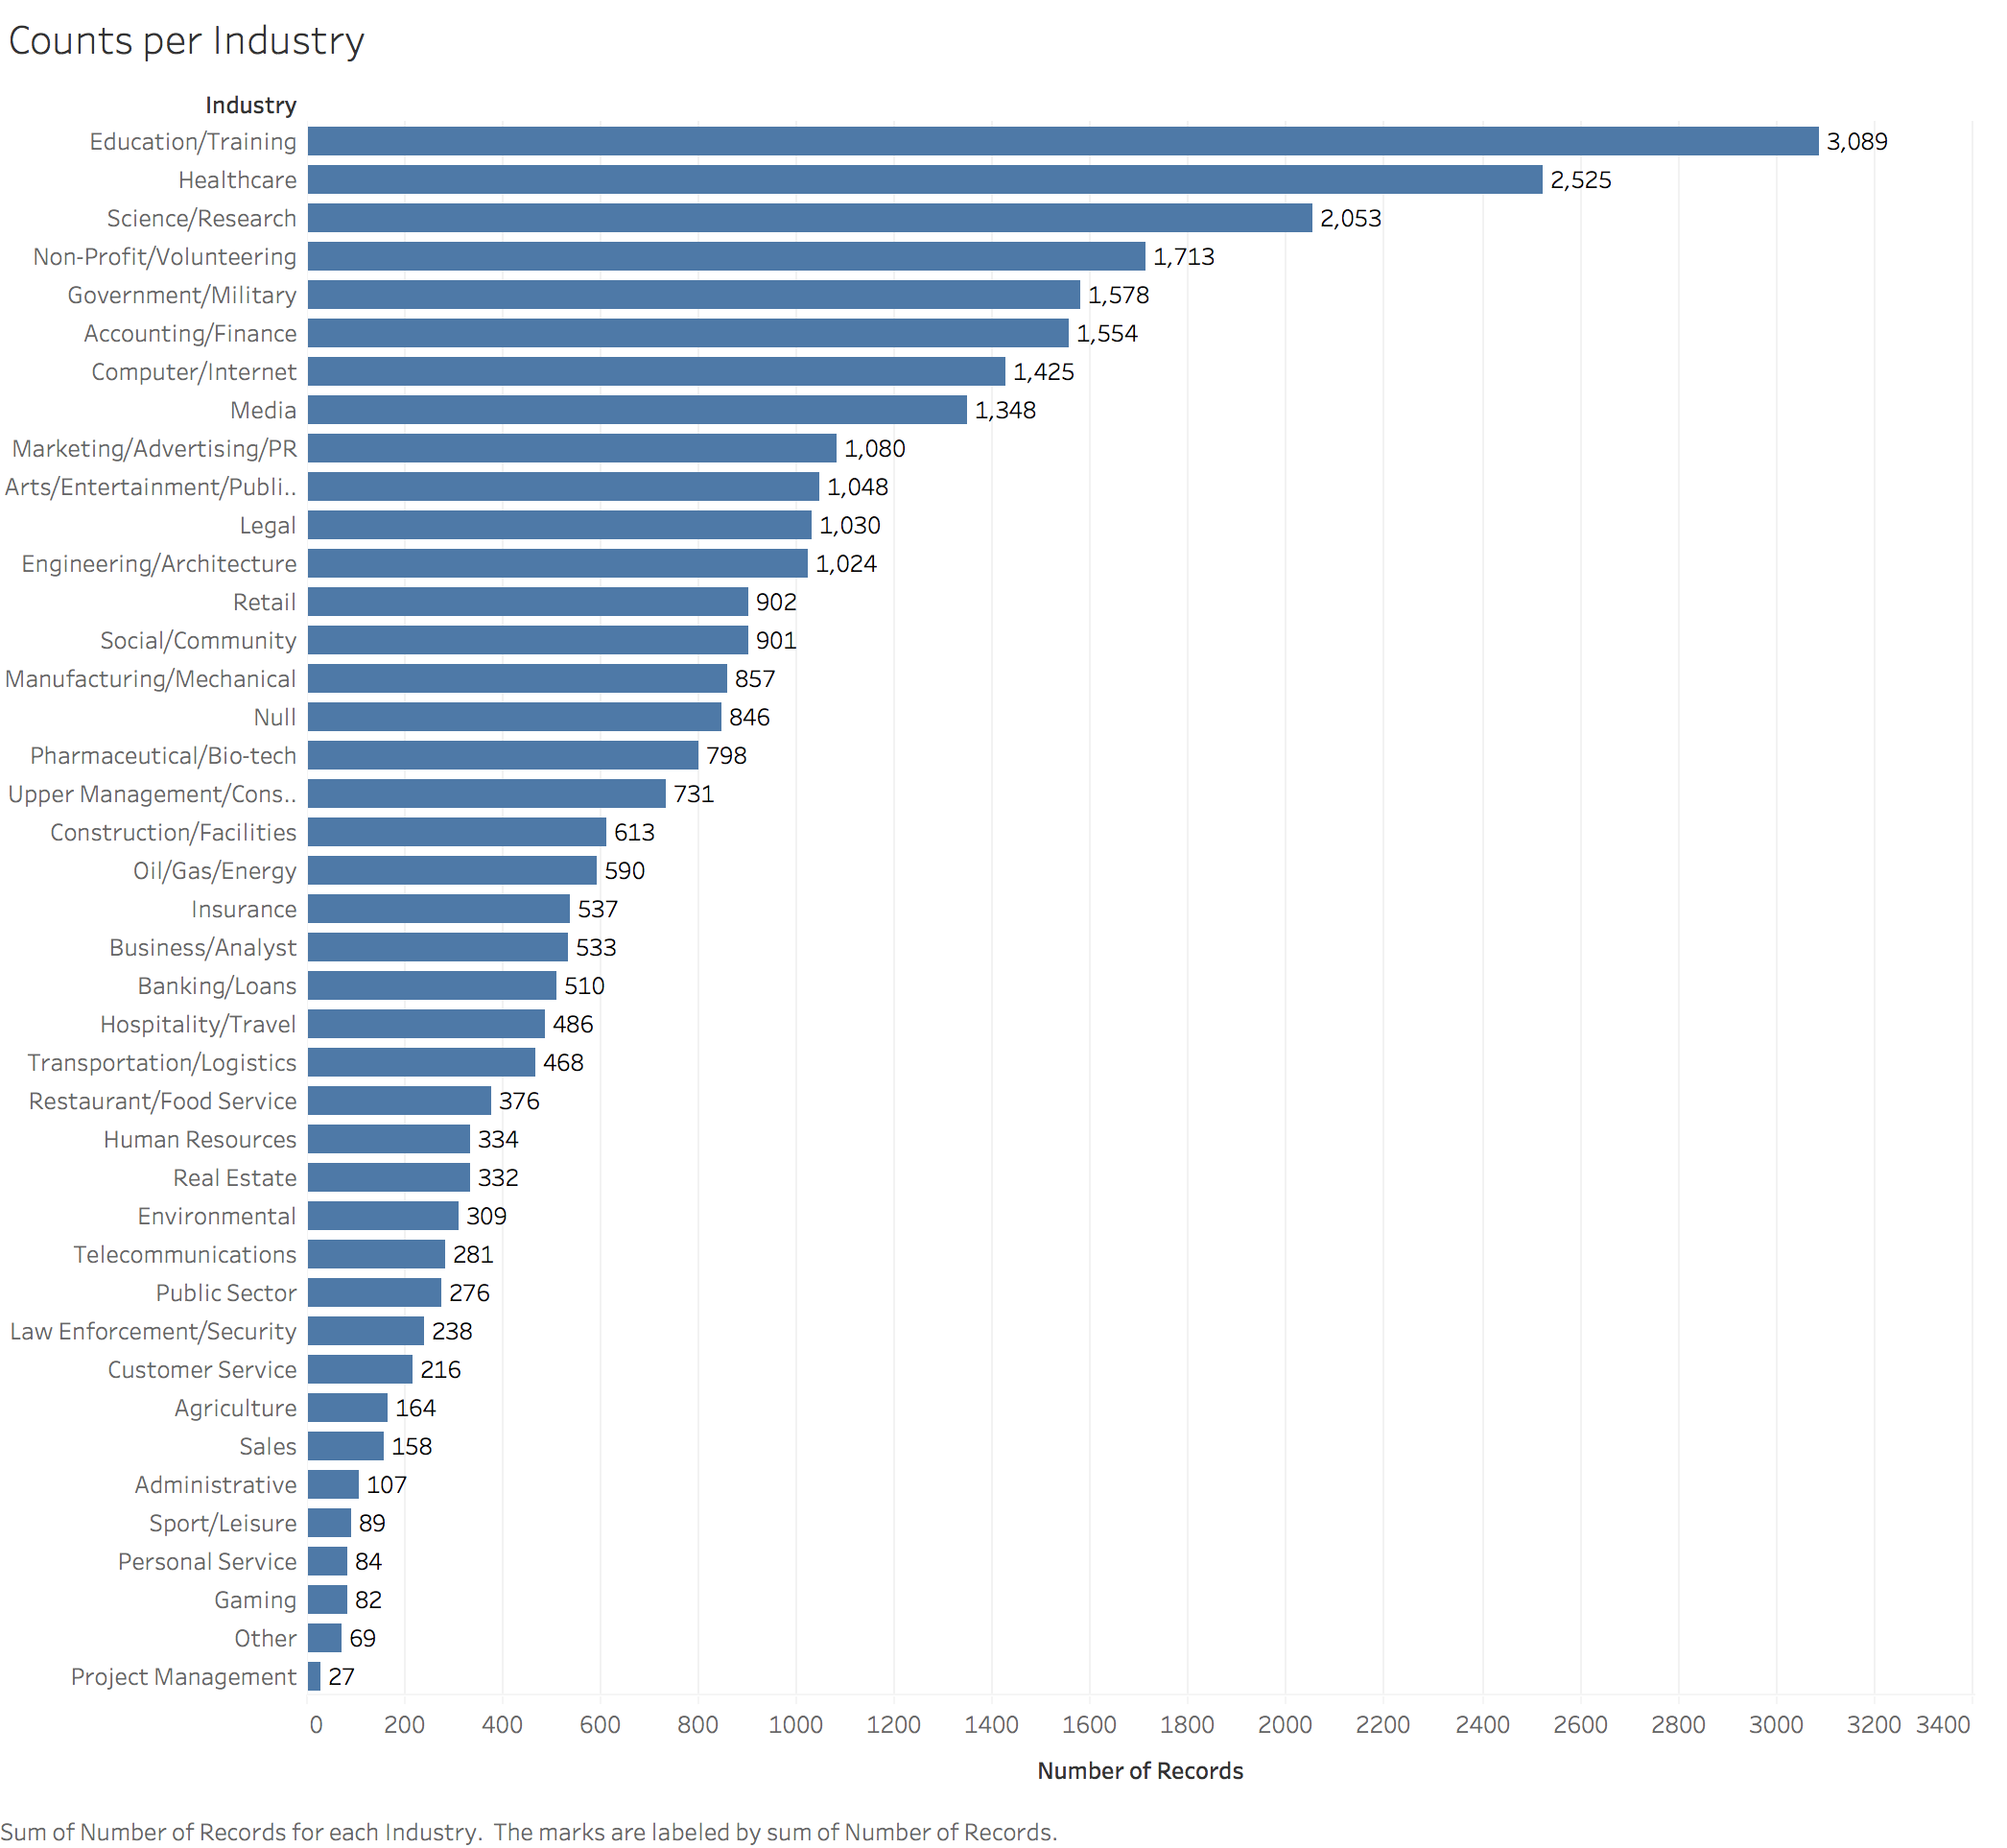 Counts per Industry
Industry
Education/Training 3,089
Healthcare 2,525
Science/Research 2,053
Non-Profit/Volunteering 1,713
Government/Military 1,578
Accounting/Finance 1,554
Computer/Internet 1,425
Media 1,348
Marketing/Advertising/PR 1,080
Arts/Entertainment/Publi.. 1,048
Legal 1,030
Engineering/Architecture 1,024
Retail 902
Social/Community 901
Manufacturing/Mechanical 857
Null 846
Pharmaceutical/Bio-tech 798
Upper Management/Cons.. 731
Construction/Facilities 613
Oil/Gas/Energy 590
Insurance 537
Business/Analyst 533
Banking/Loans 510
Hospitality/Travel 486
Transportation/Logistics 468
Restaurant/Food Service 376
Human Resources 334
Real Estate 332
Environmental 309
Telecommunications 281
Public Sector 276
Law Enforcement/Security 238
Customer Service 216
Agriculture 164
Sales 158
Administrative 107
Sport/Leisure 89
Personal Service 84
Gaming 82
Other 69
Project Management 27
0 200 400 600 800 1000 1200 1400 1600 1800 2000 2200 2400 2600 2800 3000 3200 3400
Number of Records
Sum of Number of Records for each Industry. The marks are labeled by sum of Number of Records.